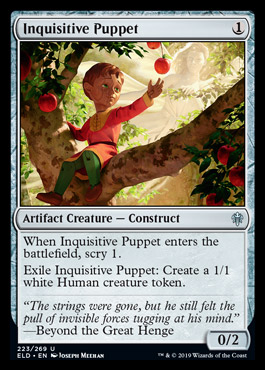 Inquisitive Puppet 1
Artifact Creature — Construct
When Inquisitive Puppet enters the
battlefield, scry 1.
Exile Inquisitive Puppet: Create a 1/1
white Human creature token.
“The strings were gone, but he still felt the
pull of invisible forces tugging at his mind.”
—Beyond the Great Henge
0/2
223/269 U
ELD • EN Joseph Meehan
™ & © 2019 Wizards of the Coast